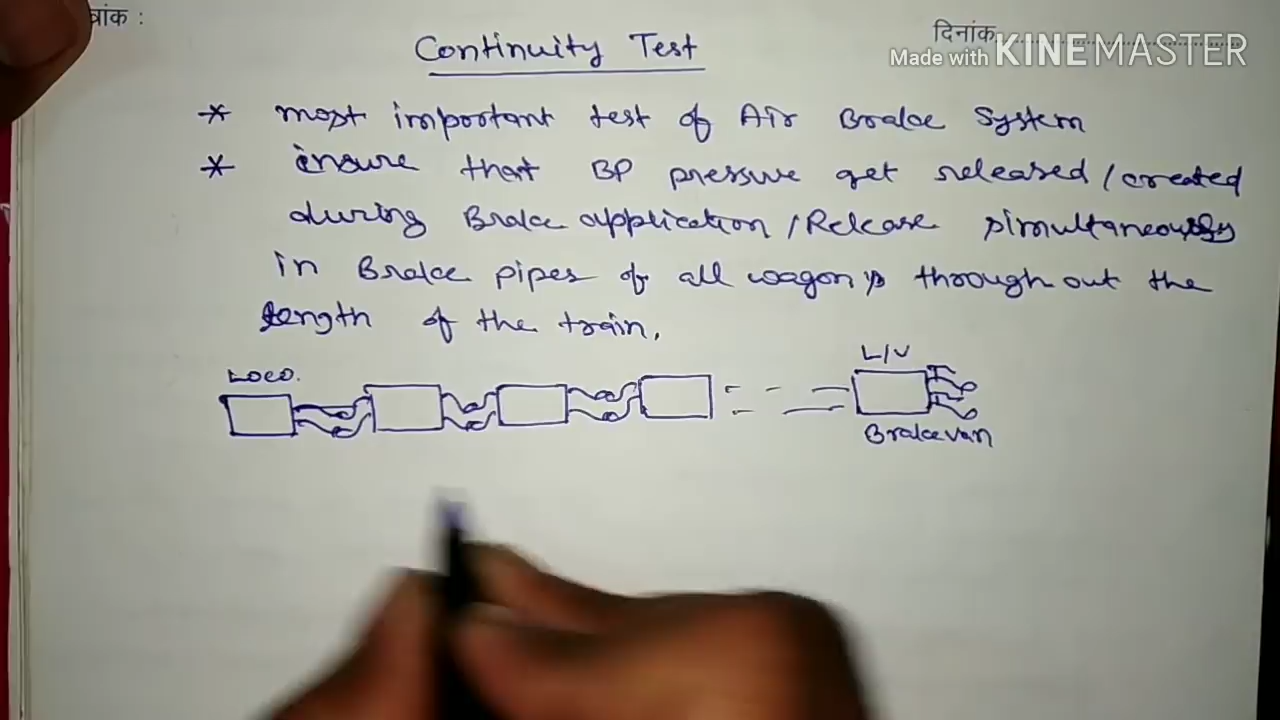 वांक :
दिनांक
Made with KINEMASTER
Continuity Test
* most important test of Air Brake System
* ensure that BP pressure get released / created
during Brake application / Release simultaneously
in Brake pipes of all wagons through out the
length of the train.
Loco.
L/V
Brakevan